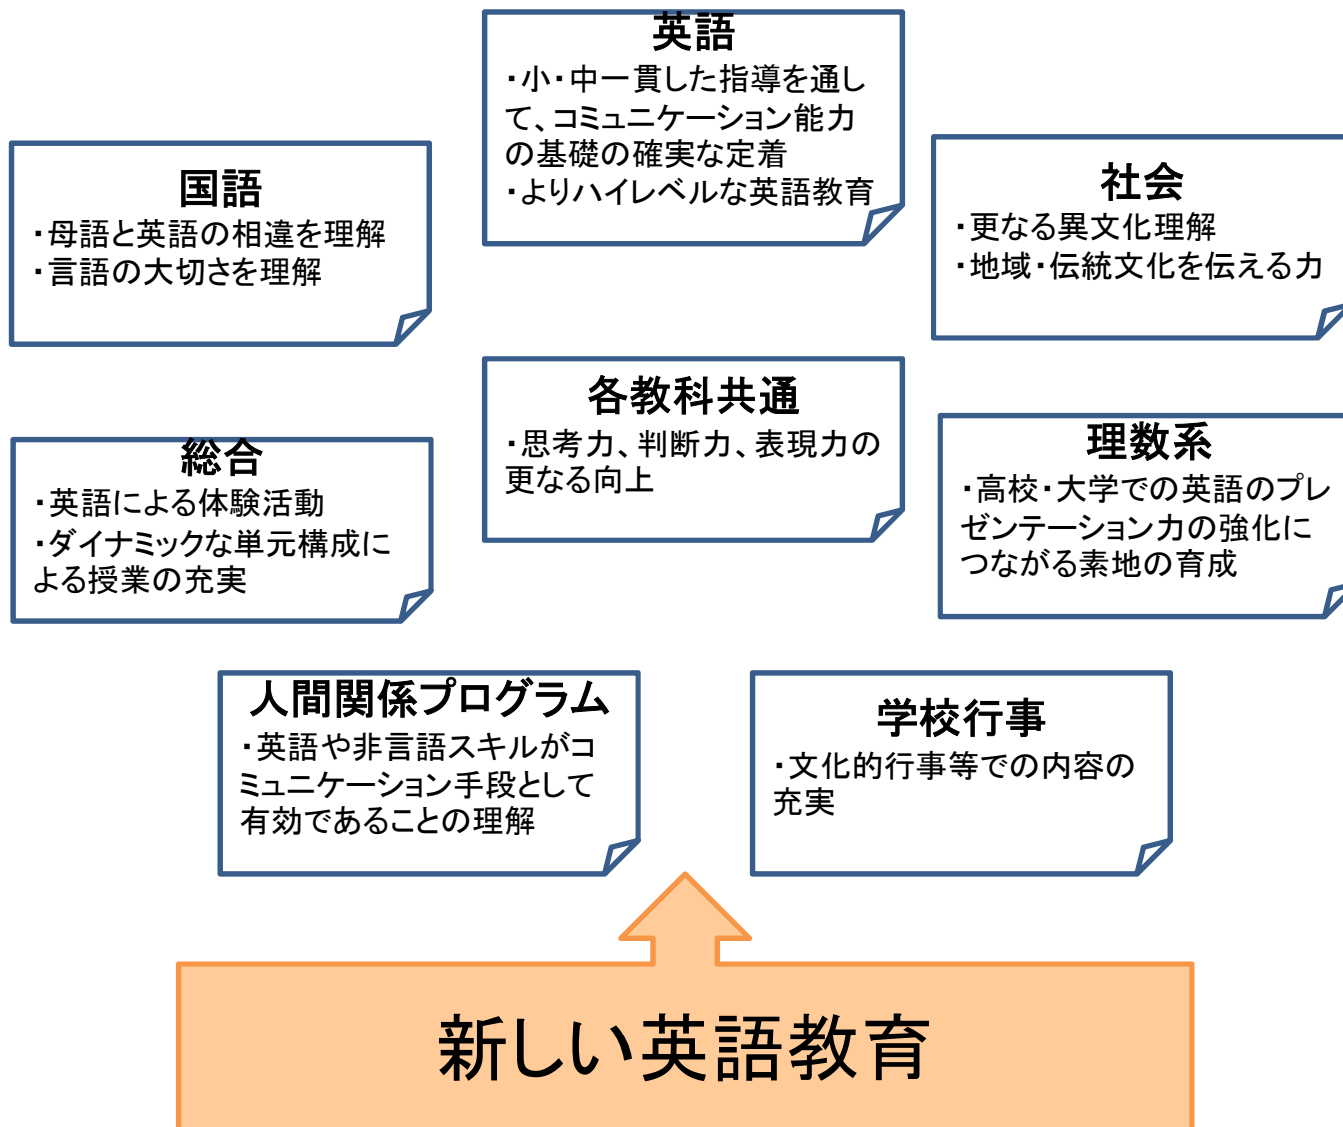 英語
・小・中一貫した指導を通し
て、コミュニケーション能力
の基礎の確実な定着
・よりハイレベルな英語教育
国語
・母語と英語の相違を理解
・言語の大切さを理解
社会
・更なる異文化理解
・地域・伝統文化を伝える力
各教科共通
・思考力、判断力、表現力の
更なる向上
総合
・英語による体験活動
・ダイナミックな単元構成に
よる授業の充実
理数系
・高校・大学での英語のプレ
ゼンテーション力の強化に
つながる素地の育成
人間関係プログラム
・英語や非言語スキルがコ
ミュニケーション手段として
有効であることの理解
学校行事
・文化的行事等での内容の
充実
新しい英語教育